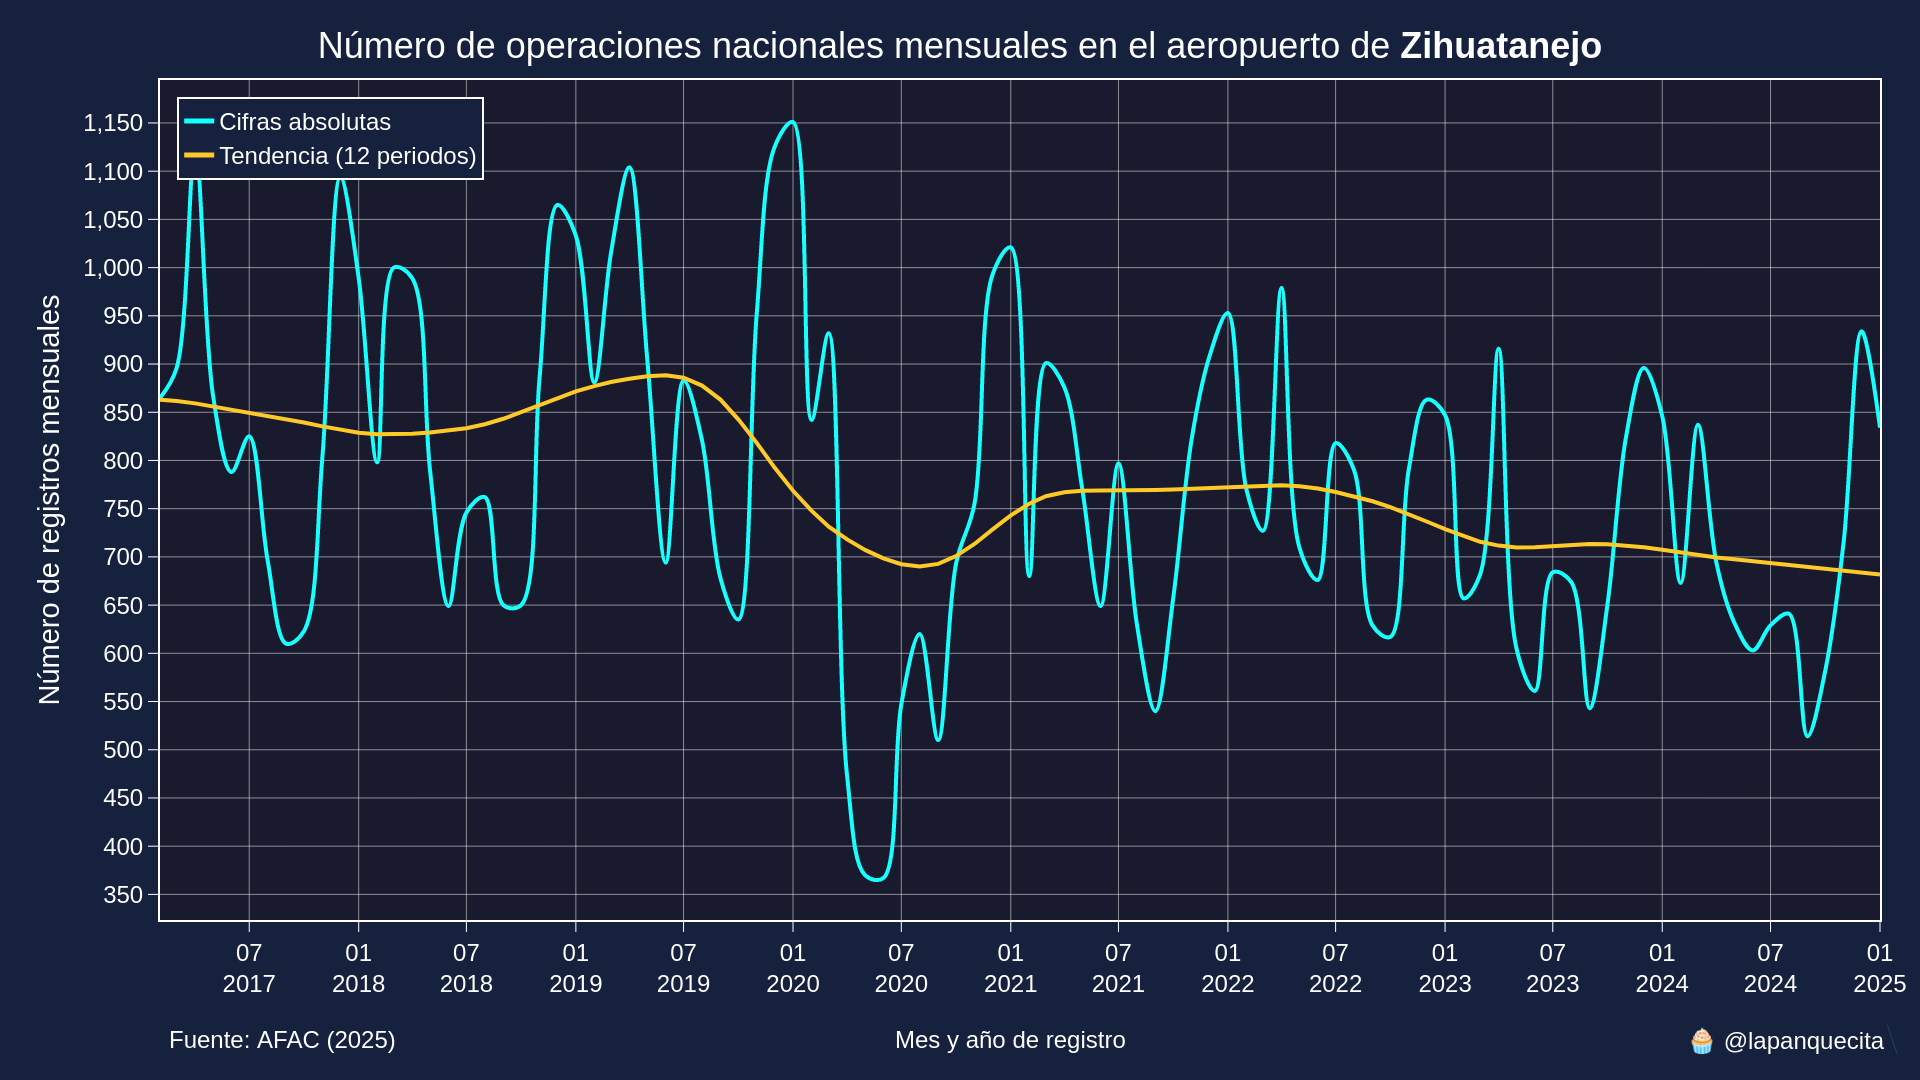 Número de operaciones nacionales mensuales en el aeropuerto de Zihuatanejo
Cifras absolutas
Tendencia (12 periodos)
Número de registros mensuales
1,150
1,100
1,050
1,000
950
900
850
800
750
700
650
600
550
500
450
400
350
07 01 07 01 07 01 07 01 07 01 07 01 07 01 07 01
2017 2018 2018 2019 2019 2020 2020 2021 2021 2022 2022 2023 2023 2024 2024 2025
Fuente: AFAC (2025)
Mes y año de registro
🧁 @lapanquecita